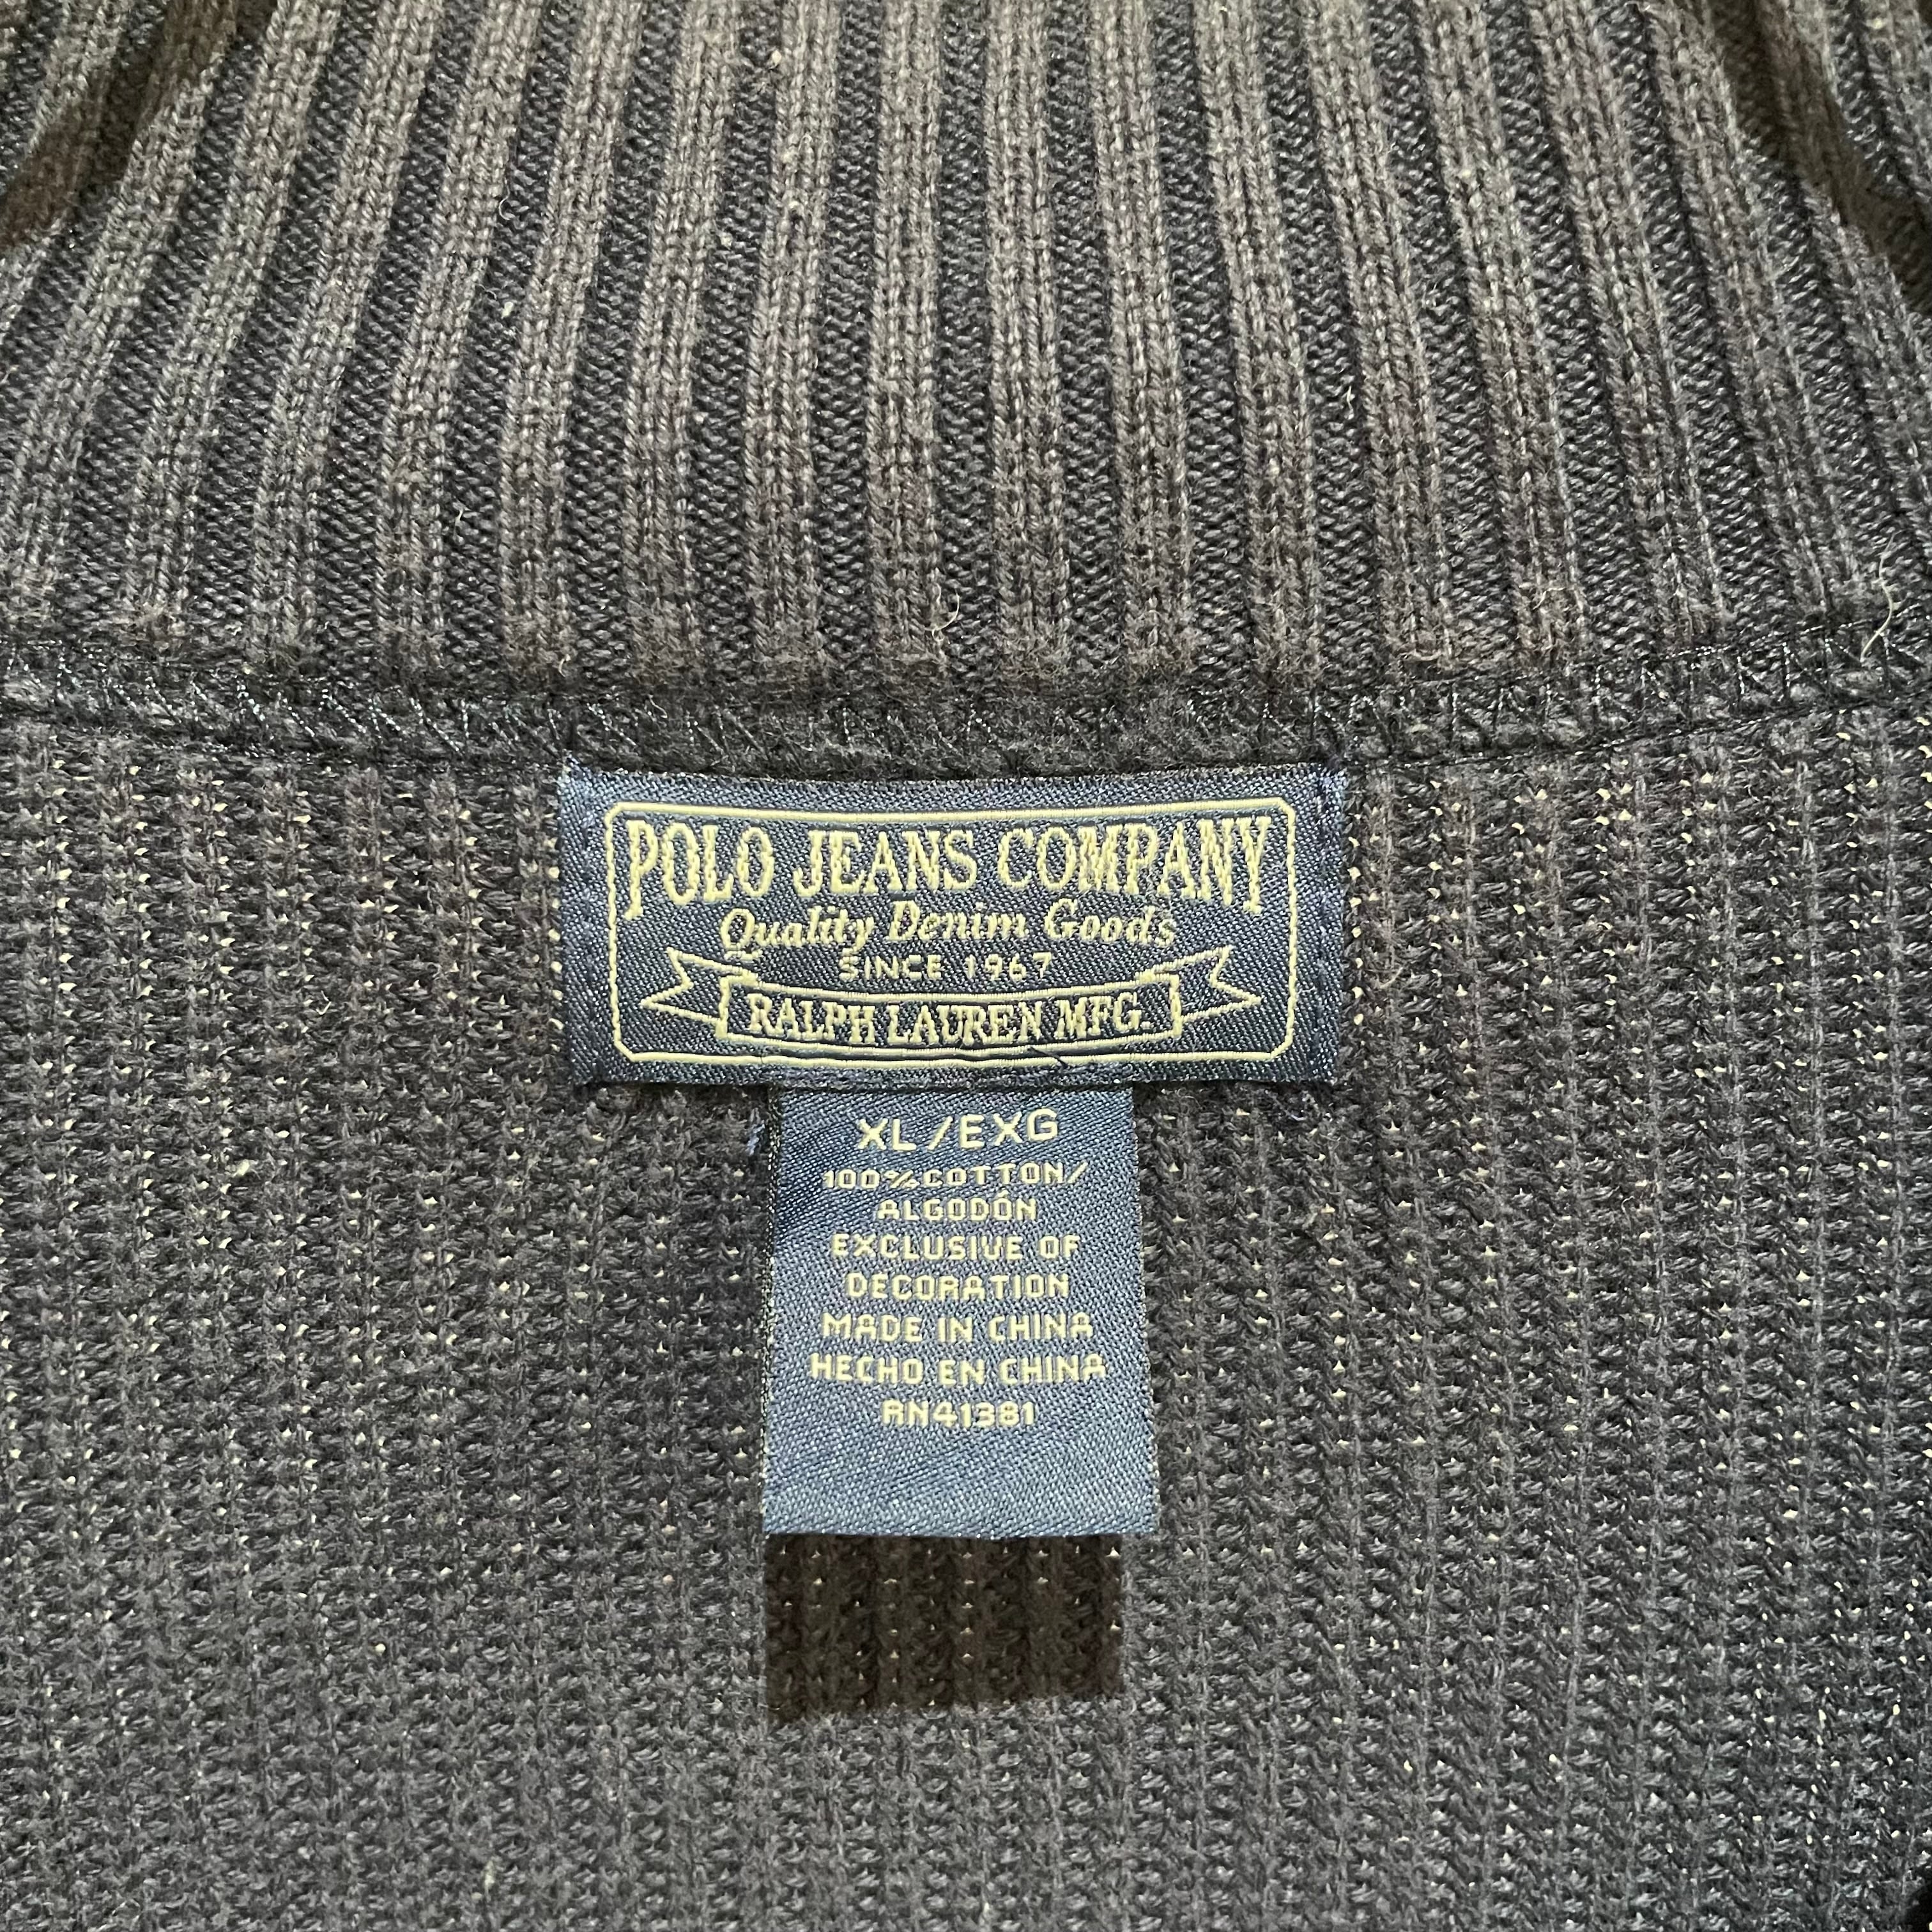 POLO JEANS COMPANY
Quality Denim Goods
SINCE 1967
RALPH LAUREN MFG.
XL/EXG
100%COTTON/
ALGODÓN
EXCLUSIVE OF
DECORATION
MADE IN CHINA
HECHO EN CHINA
RN41381